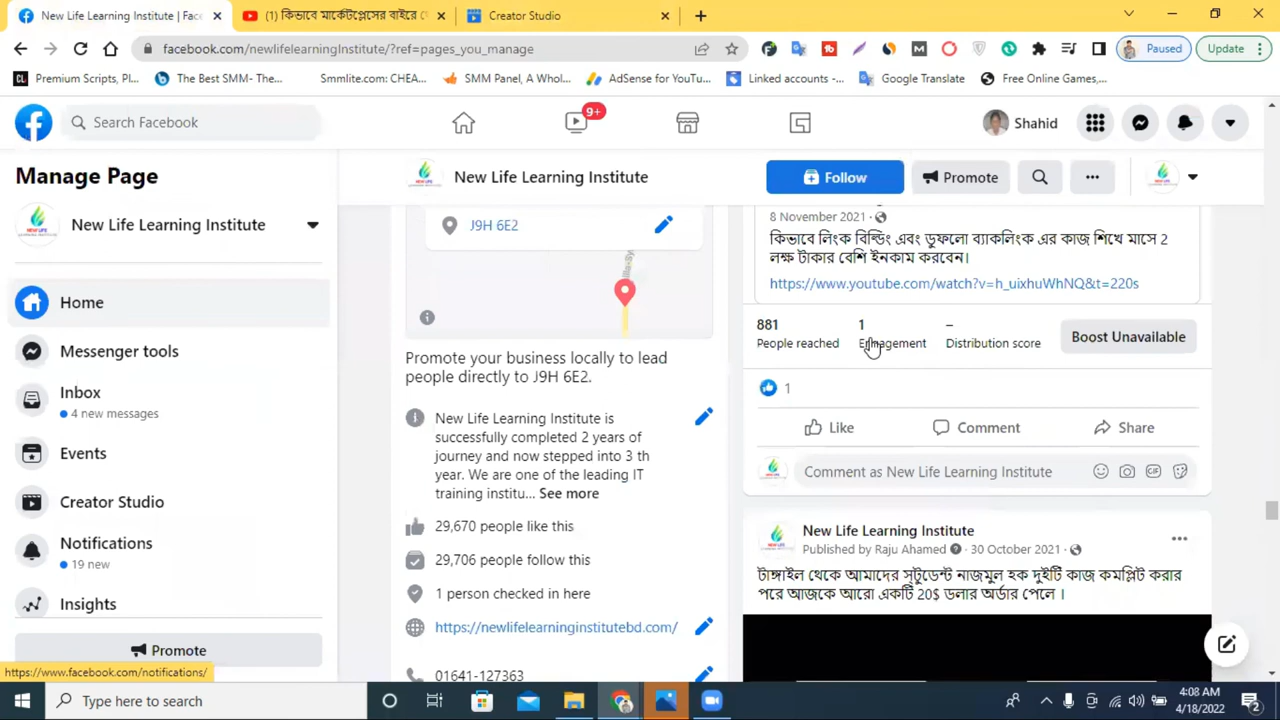 New Life Learning Institute | Fac
(1) কিভাবে মার্কেটপ্লেসের বাইরে থে
Creator Studio
facebook.com/newlifelearningInstitute/?ref=pages_you_manage
Paused
Update
Premium Scripts, Pl...
The Best SMM- The...
Smmlite.com: CHEA...
SMM Panel, A Whol...
AdSense for YouTu...
Linked accounts -...
Google Translate
Free Online Games,...
Search Facebook
9+
Shahid
Manage Page
New Life Learning Institute
Home
Messenger tools
Inbox
4 new messages
Events
Creator Studio
Notifications
19 new
Insights
Promote
https://www.facebook.com/notifications/
New Life Learning Institute
Follow
Promote
J9H 6E2
Promote your business locally to lead
people directly to J9H 6E2.
New Life Learning Institute is
successfully completed 2 years of
journey and now stepped into 3 th
year. We are one of the leading IT
training institu... See more
29,670 people like this
29,706 people follow this
1 person checked in here
https://newlifelearninginstitutebd.com/
01641-127363
8 November 2021
কিভাবে লিংক বিল্ডিং এবং ডুফলো ব্যাকলিংক এর কাজ শিখে মাসে 2
লক্ষ টাকার বেশি ইনকাম করবেন।
https://www.youtube.com/watch?v=h_uixhuWhNQ&t=220s
881
People reached
1
Engagement
–
Distribution score
Boost Unavailable
1
Like
Comment
Share
Comment as New Life Learning Institute
GIF
New Life Learning Institute
Published by Raju Ahamed · 30 October 2021
টাঙ্গাইল থেকে আমাদের স্টুডেন্ট নাজমুল হক দুইটি কাজ কমপ্লিট করার
পরে আজকে আরো একটি 20$ ডলার অর্ডার পেলে ।
Type here to search
4:08 AM
4/18/2022
2